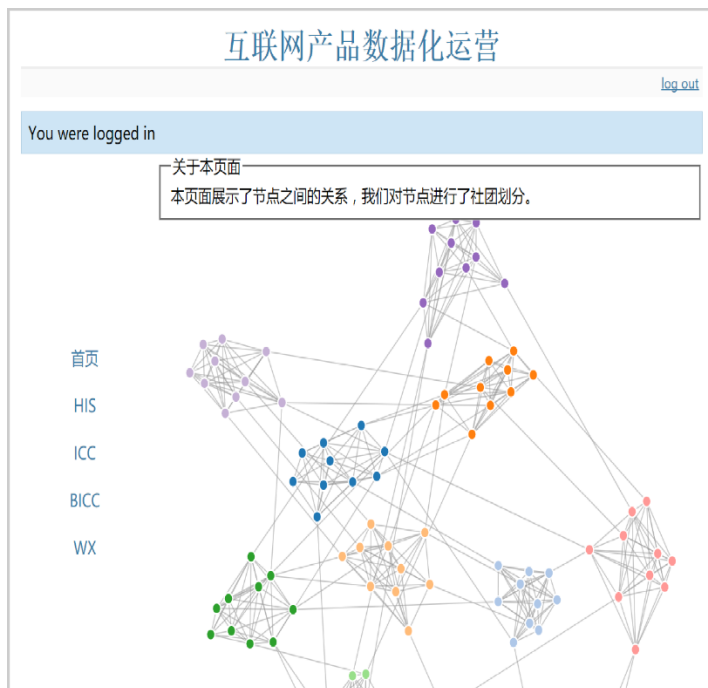 互联网产品数据化运营
log out
You were logged in
关于本页面
本页面展示了节点之间的关系，我们对节点进行了社团划分。
首页
HIS
ICC
BICC
WX